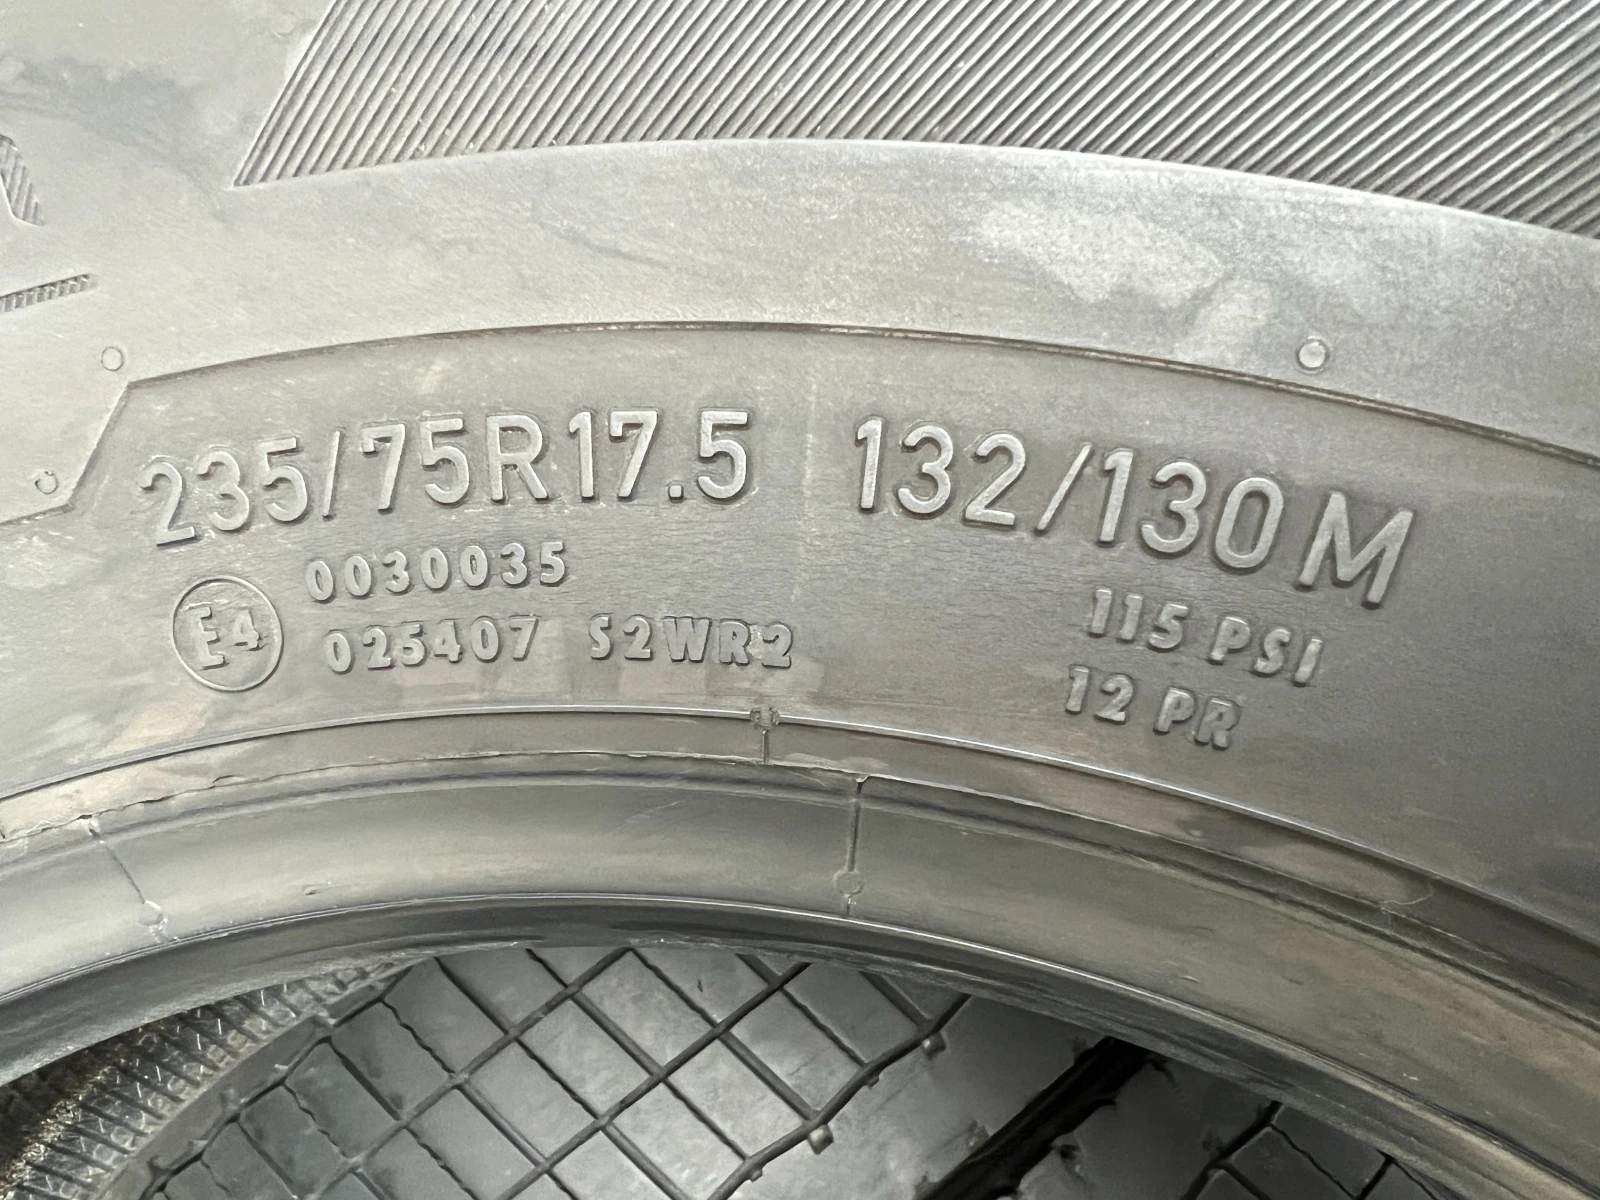 235/75R17.5 132/130M
E4 0030035
025407 S2WR2
115 PSI
12 PR